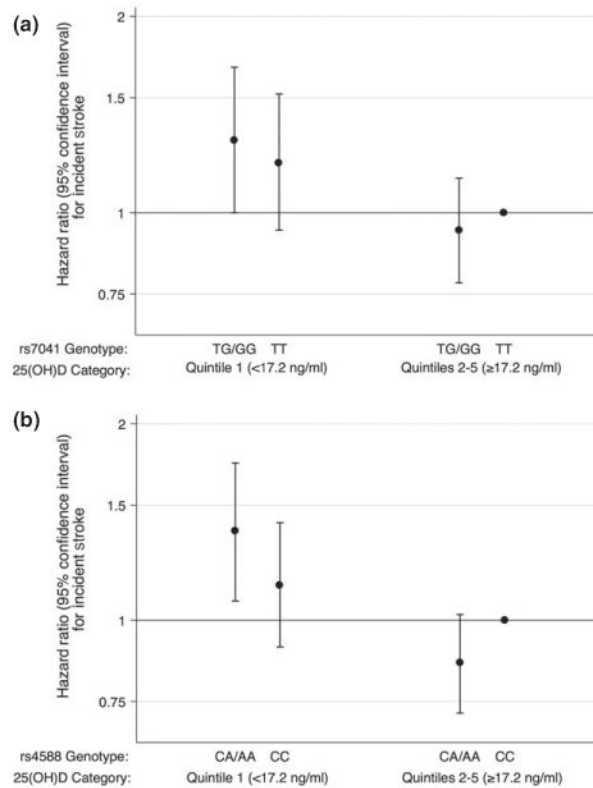 (a)
Hazard ratio (95% confidence interval)
for incident stroke
2
1.5
1
0.75
rs7041 Genotype: TG/GG TT TG/GG TT
25(OH)D Category: Quintile 1 (<17.2 ng/ml) Quintiles 2-5 (≥17.2 ng/ml)
(b)
Hazard ratio (95% confidence interval)
for incident stroke
2
1.5
1
0.75
rs4588 Genotype: CA/AA CC CA/AA CC
25(OH)D Category: Quintile 1 (<17.2 ng/ml) Quintiles 2-5 (≥17.2 ng/ml)